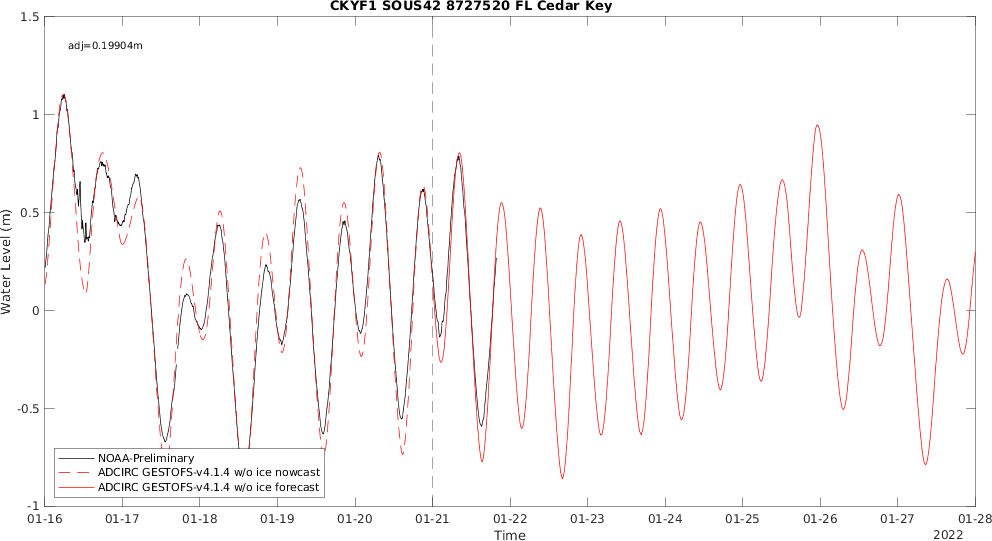 CKYF1 SOUS42 8727520 FL Cedar Key
adj=0.19904m
1.5
1
0.5
0
-0.5
-1
Water Level (m)
NOAA-Preliminary
ADCIRC GESTOFS-v4.1.4 w/o ice nowcast
ADCIRC GESTOFS-v4.1.4 w/o ice forecast
01-16 01-17 01-18 01-19 01-20 01-21 01-22 01-23 01-24 01-25 01-26 01-27 01-28
Time
2022